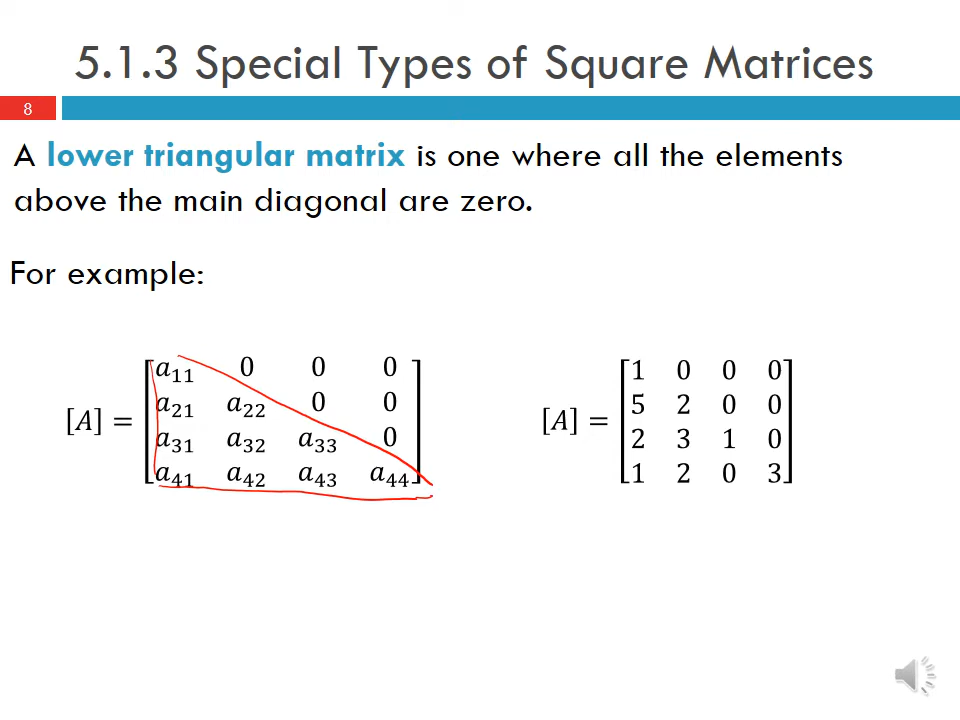 5.1.3 Special Types of Square Matrices
8
A lower triangular matrix is one where all the elements
above the main diagonal are zero.
For example:
[A] = [a₁₁ 0 0 0
a₂₁ a₂₂ 0 0
a₃₁ a₃₂ a₃₃ 0
a₄₁ a₄₂ a₄₃ a₄₄]
[A] = [1 0 0 0
5 2 0 0
2 3 1 0
1 2 0 3]